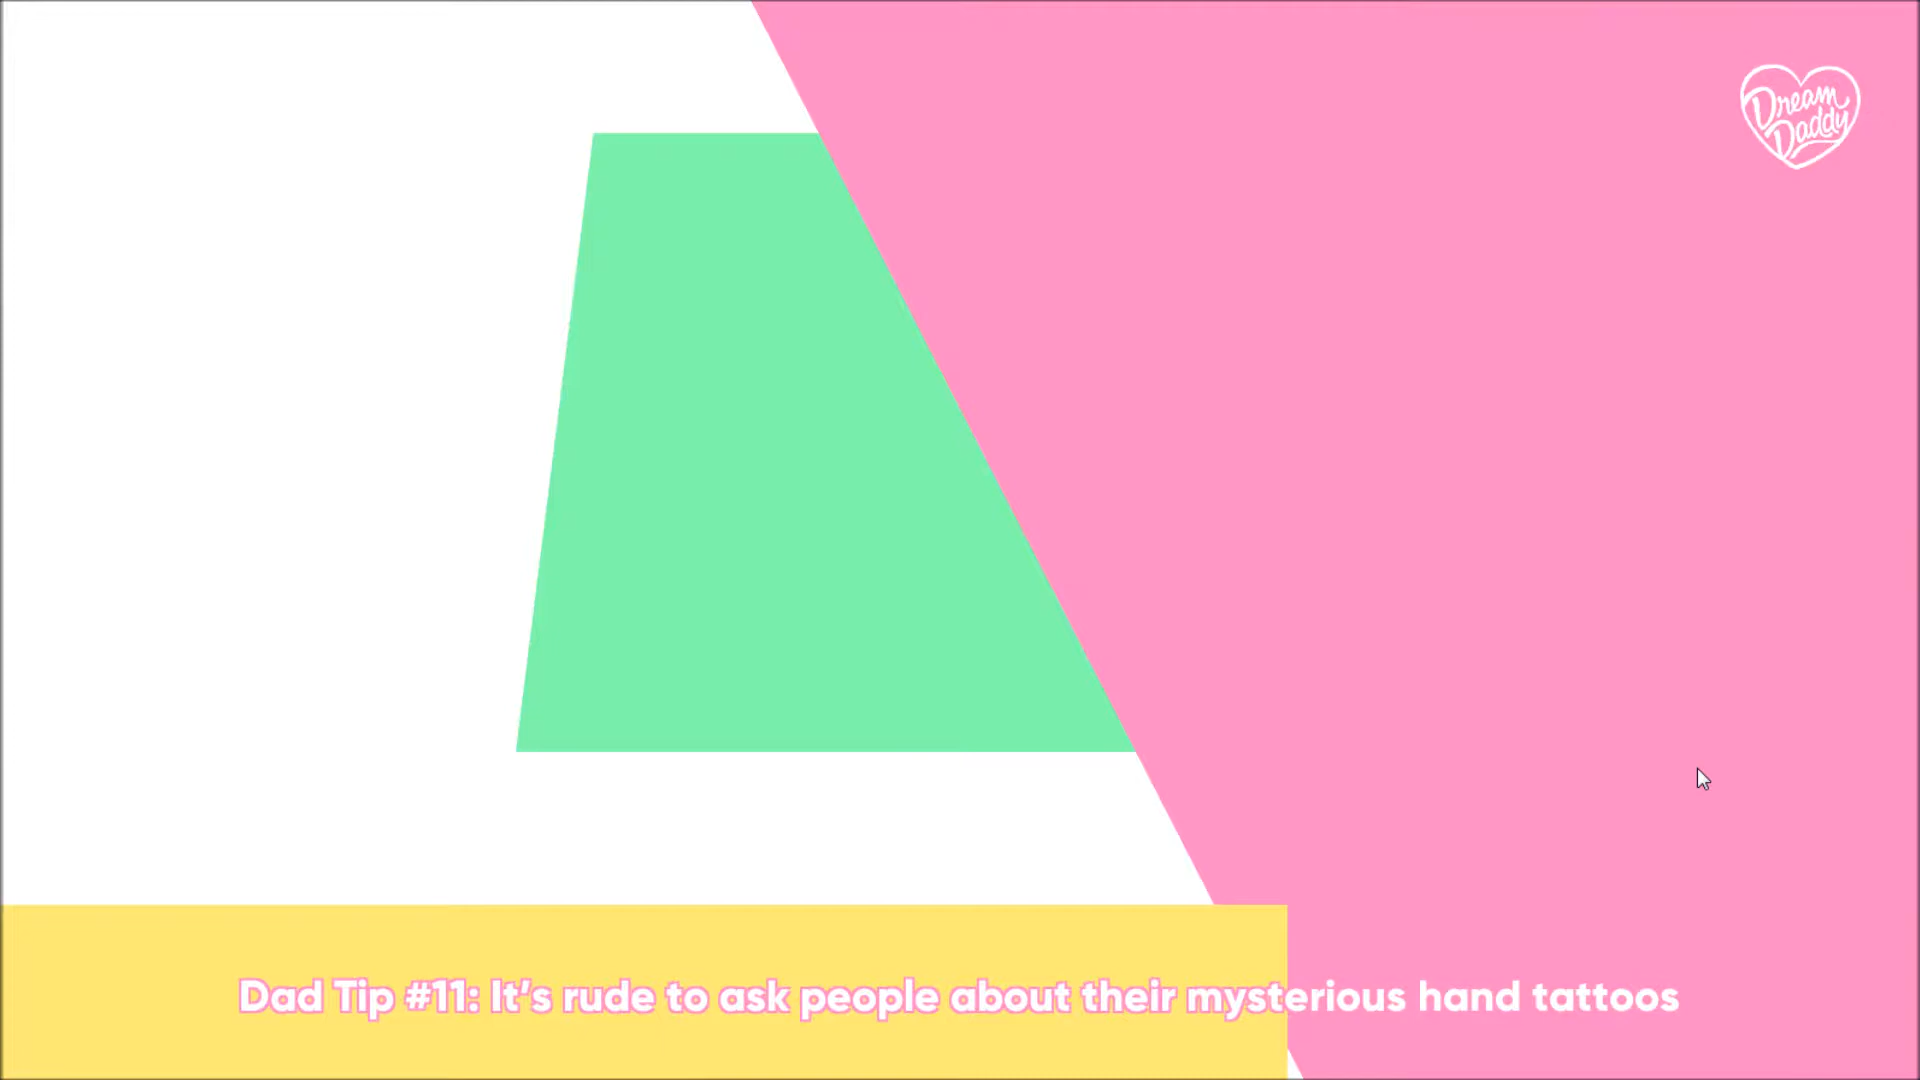 Dream
Daddy
Dad Tip #11: It's rude to ask people about their mysterious hand tattoos